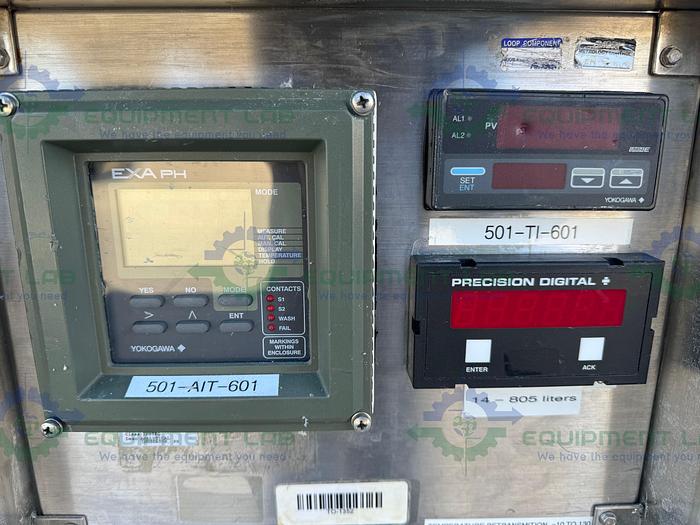 LOOP COMPONENT
EXA PH
MODE
MEASURE
AUT. CAL
MAN. CAL
DISPLAY
TEMPERATURE
HOLD
YES NO MODE
> ∧ ENT
CONTACTS
S1
S2
WASH
FAIL
MARKINGS
WITHIN
ENCLOSURE
YOKOGAWA
501-AIT-601
AL1
AL2
PV
SET
ENT
YOKOGAWA
501-TI-601
PRECISION DIGITAL
ENTER ACK
14 - 805 liters
EQUIPMENT LAB
We have the equipment you need